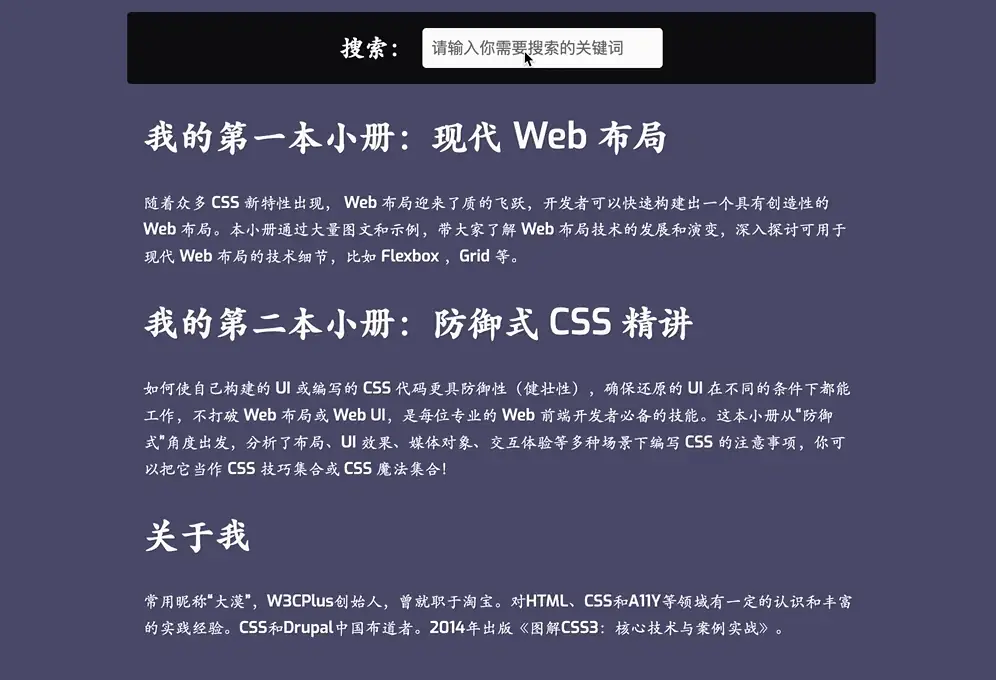 搜索：
请输入你需要搜索的关键词
我的第一本小册：现代 Web 布局
随着众多 CSS 新特性出现， Web 布局迎来了质的飞跃，开发者可以快速构建出一个具有创造性的
Web 布局。本小册通过大量图文和示例，带大家了解 Web 布局技术的发展和演变，深入探讨可用于
现代 Web 布局的技术细节，比如 Flexbox ，Grid 等。
我的第二本小册：防御式 CSS 精讲
如何使自己构建的 UI 或编写的 CSS 代码更具防御性（健壮性），确保还原的 UI 在不同的条件下都能
工作，不打破 Web 布局或 Web UI，是每位专业的 Web 前端开发者必备的技能。这本小册从“防御
式”角度出发，分析了布局、UI 效果、媒体对象、交互体验等多种场景下编写 CSS 的注意事项，你可
以把它当作 CSS 技巧集合或 CSS 魔法集合！
关于我
常用昵称“大漠”，W3CPlus创始人，曾就职于淘宝。对HTML、CSS和A11Y等领域有一定的认识和丰富
的实践经验。CSS和Drupal中国布道者。2014年出版《图解CSS3：核心技术与案例实战》。